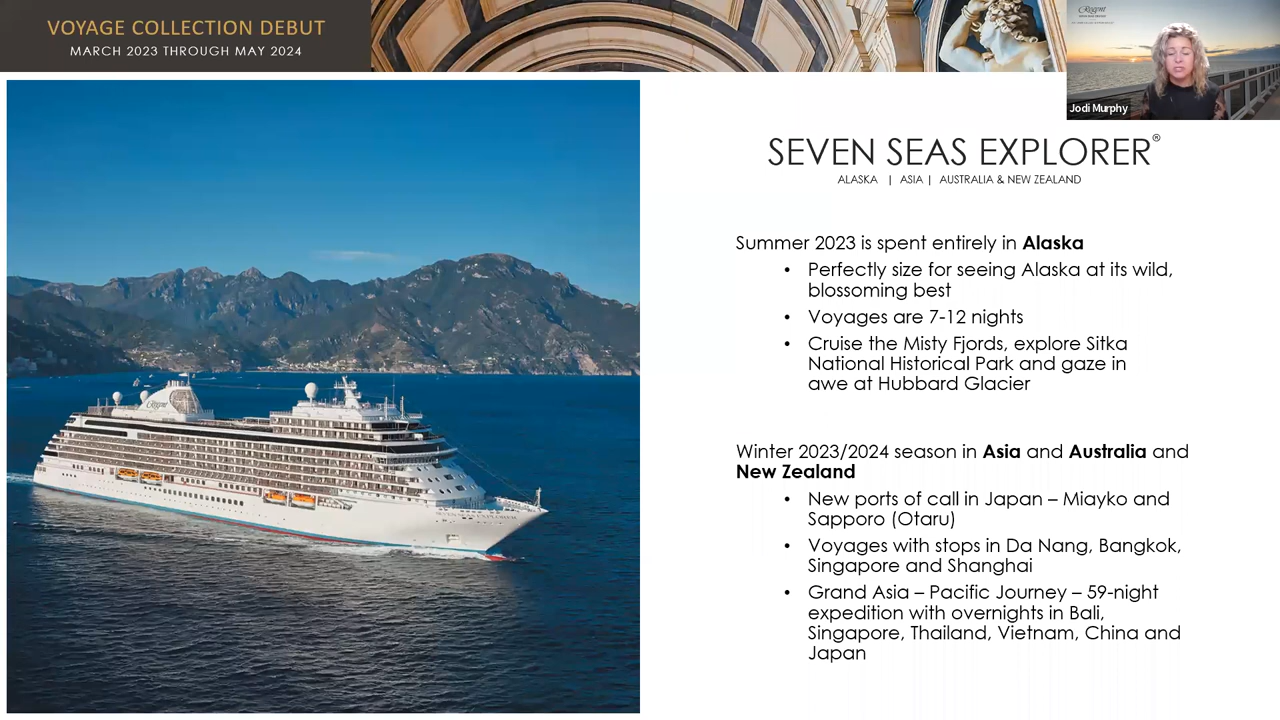 VOYAGE COLLECTION DEBUT
MARCH 2023 THROUGH MAY 2024
Regent
Jodi Murphy
SEVEN SEAS EXPLORER®
ALASKA | ASIA | AUSTRALIA & NEW ZEALAND
Summer 2023 is spent entirely in Alaska
• Perfectly size for seeing Alaska at its wild,
blossoming best
• Voyages are 7-12 nights
• Cruise the Misty Fjords, explore Sitka
National Historical Park and gaze in
awe at Hubbard Glacier
Winter 2023/2024 season in Asia and Australia and
New Zealand
• New ports of call in Japan – Miayko and
Sapporo (Otaru)
• Voyages with stops in Da Nang, Bangkok,
Singapore and Shanghai
• Grand Asia – Pacific Journey – 59-night
expedition with overnights in Bali,
Singapore, Thailand, Vietnam, China and
Japan
Regent